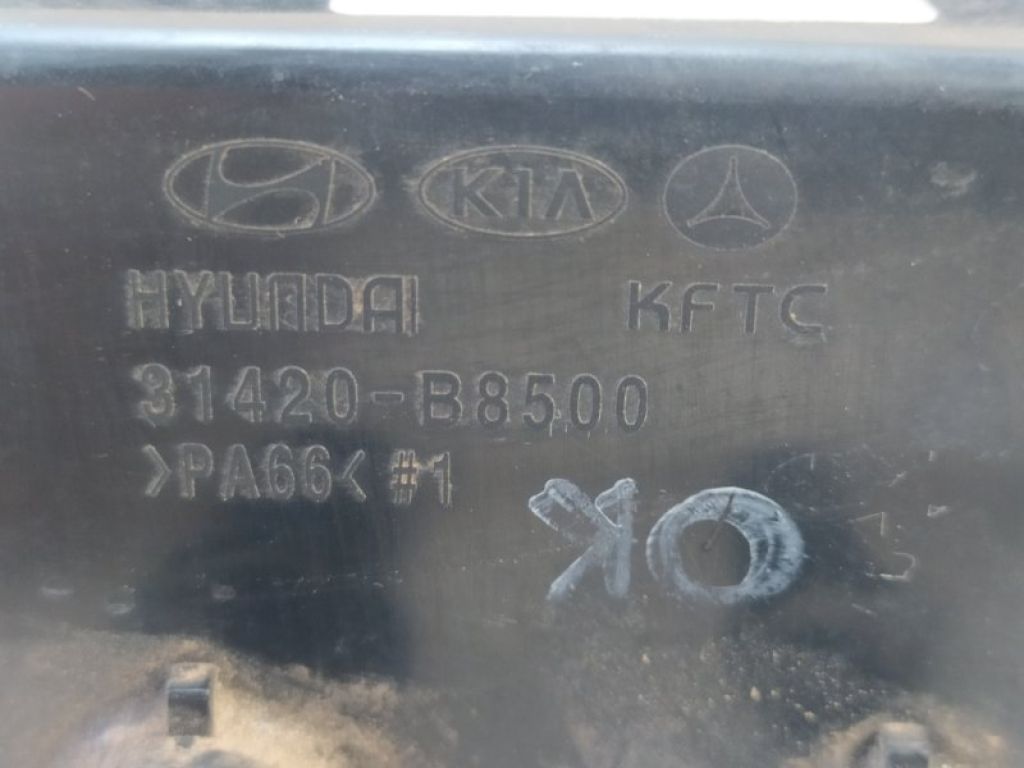 KIA
HYUNDAI KFTC
31420-B8500
>PA66< #1
OK